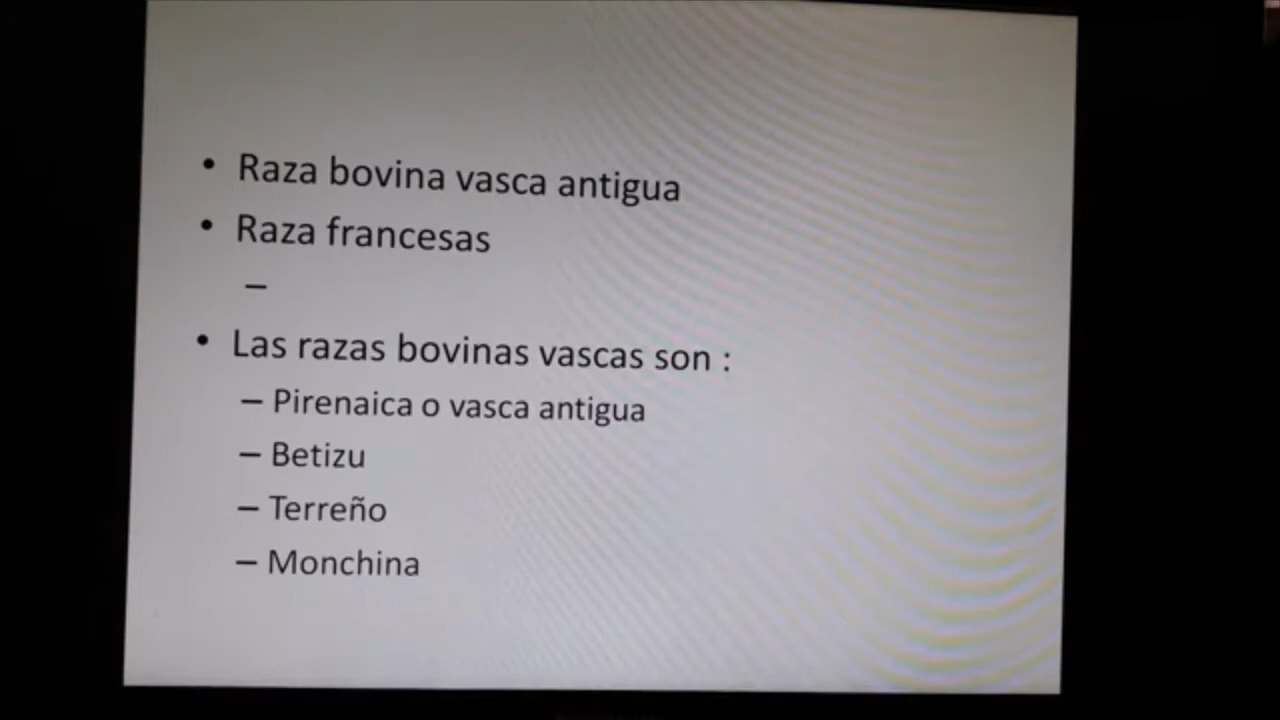 • Raza bovina vasca antigua
• Raza francesas
–
• Las razas bovinas vascas son :
– Pirenaica o vasca antigua
– Betizu
– Terreño
– Monchina